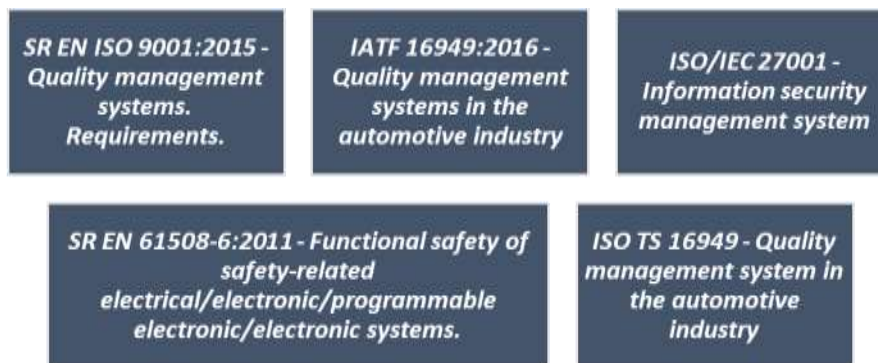 SR EN ISO 9001:2015 -
Quality management
systems.
Requirements.
IATF 16949:2016 -
Quality management
systems in the
automotive industry
ISO/IEC 27001 -
Information security
management system
SR EN 61508-6:2011 - Functional safety of
safety-related
electrical/electronic/programmable
electronic/electronic systems.
ISO TS 16949 - Quality
management system in
the automotive
industry